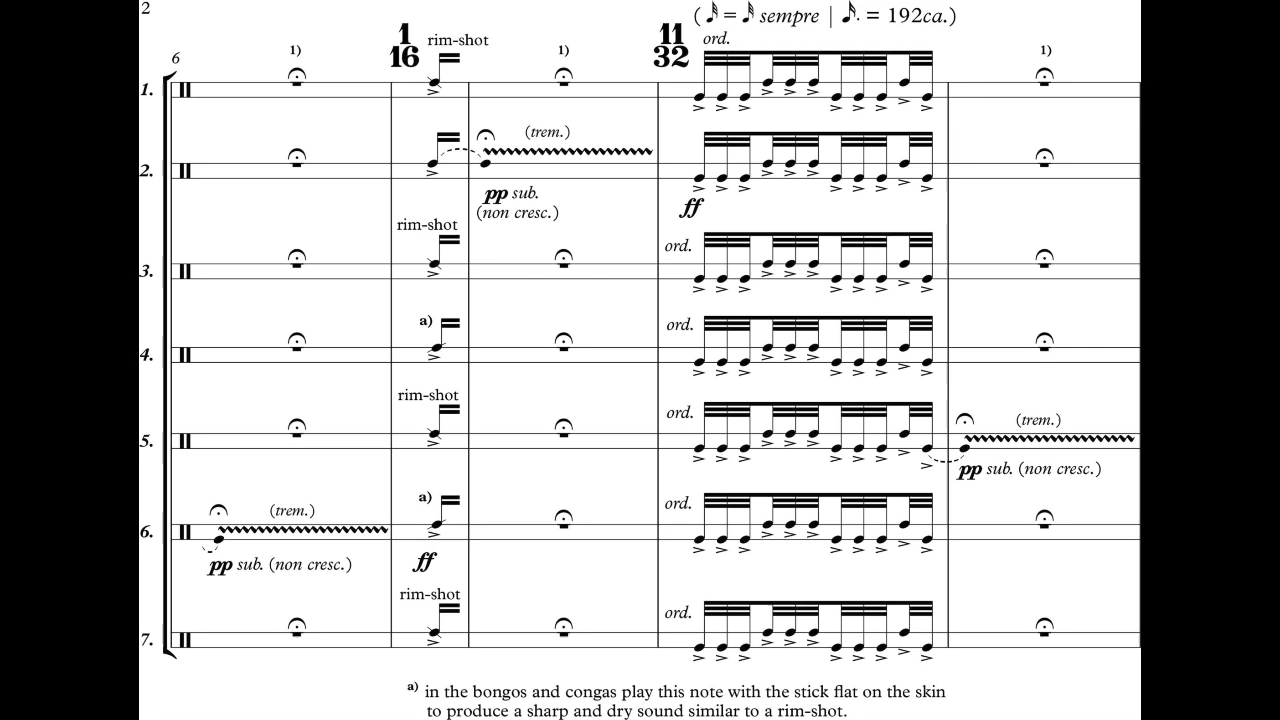 2
( 𝅘𝅥𝅰 = 𝅘𝅥𝅰 sempre | 𝅘𝅥𝅯. = 192ca.)
1
16
rim-shot
11
32
ord.
6
1)
1)
1)
1.
(trem.)
2.
pp sub.
(non cresc.)
ff
rim-shot
ord.
3.
a)
ord.
4.
rim-shot
ord.
(trem.)
5.
pp sub. (non cresc.)
a)
ord.
(trem.)
6.
pp sub. (non cresc.)
ff
rim-shot
ord.
7.
a) in the bongos and congas play this note with the stick flat on the skin
to produce a sharp and dry sound similar to a rim-shot.